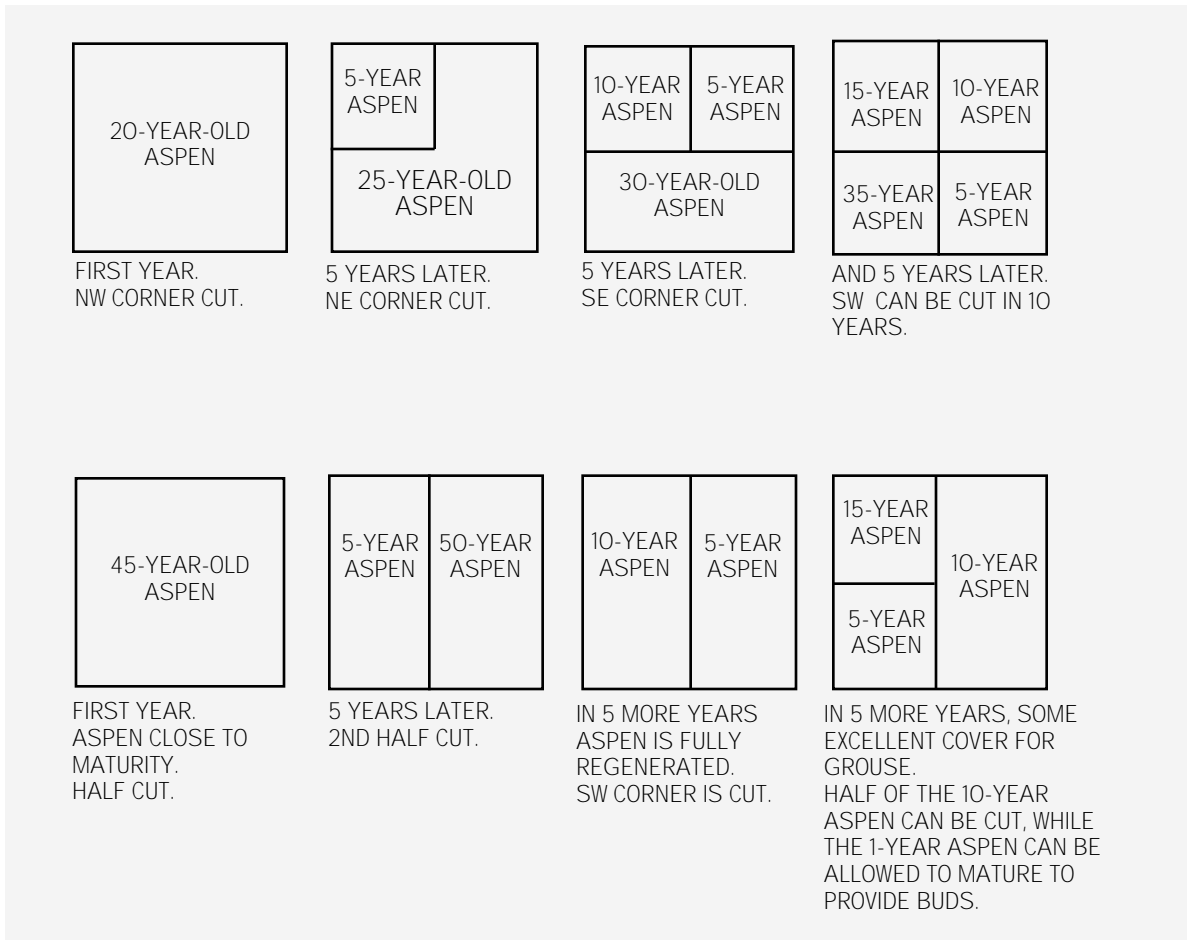 20-YEAR-OLD
ASPEN
FIRST YEAR.
NW CORNER CUT.
5-YEAR
ASPEN
25-YEAR-OLD
ASPEN
5 YEARS LATER.
NE CORNER CUT.
10-YEAR
ASPEN
5-YEAR
ASPEN
30-YEAR-OLD
ASPEN
5 YEARS LATER.
SE CORNER CUT.
15-YEAR
ASPEN
10-YEAR
ASPEN
35-YEAR
ASPEN
5-YEAR
ASPEN
AND 5 YEARS LATER.
SW CAN BE CUT IN 10
YEARS.
45-YEAR-OLD
ASPEN
FIRST YEAR.
ASPEN CLOSE TO
MATURITY.
HALF CUT.
5-YEAR
ASPEN
50-YEAR
ASPEN
5 YEARS LATER.
2ND HALF CUT.
10-YEAR
ASPEN
5-YEAR
ASPEN
IN 5 MORE YEARS
ASPEN IS FULLY
REGENERATED.
SW CORNER IS CUT.
15-YEAR
ASPEN
10-YEAR
ASPEN
5-YEAR
ASPEN
IN 5 MORE YEARS, SOME
EXCELLENT COVER FOR
GROUSE.
HALF OF THE 10-YEAR
ASPEN CAN BE CUT, WHILE
THE 1-YEAR ASPEN CAN BE
ALLOWED TO MATURE TO
PROVIDE BUDS.